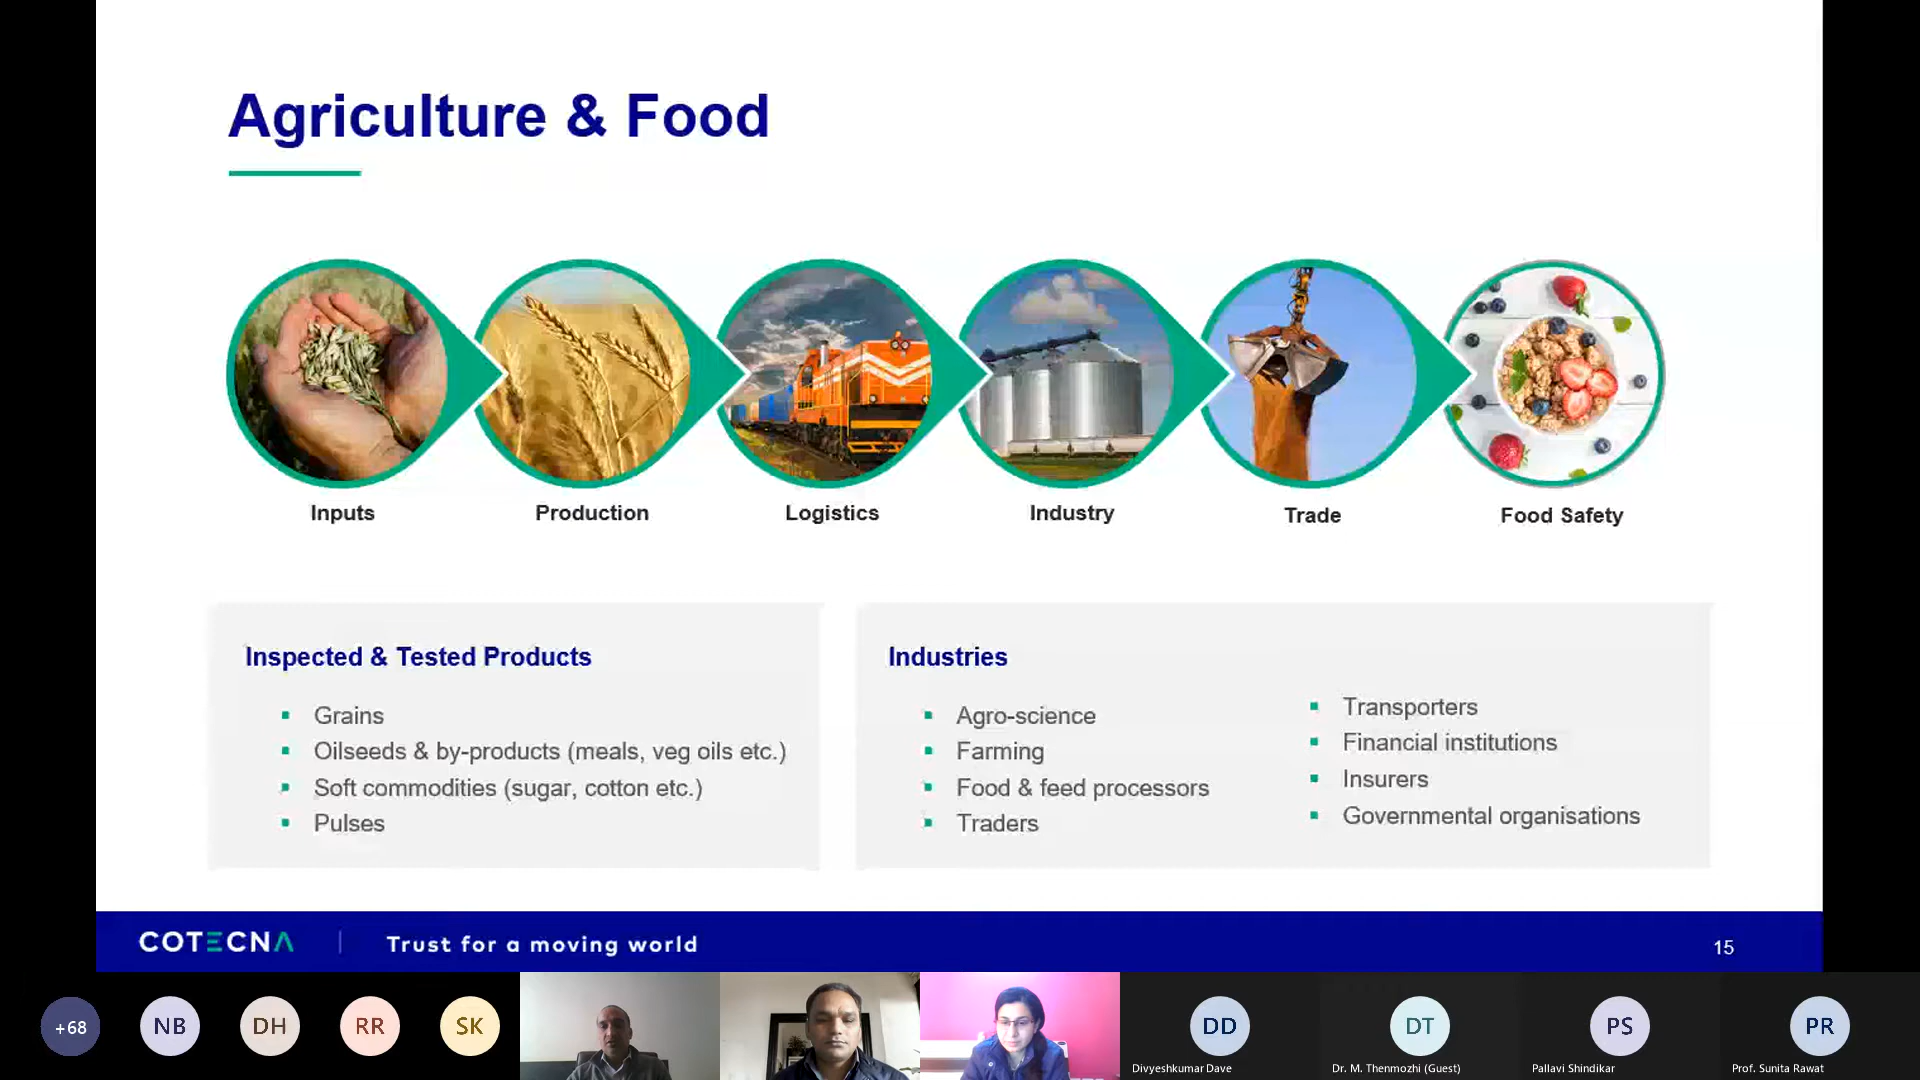 Agriculture & Food
Inputs
Production
Logistics
Industry
Trade
Food Safety
Inspected & Tested Products
Grains
Oilseeds & by-products (meals, veg oils etc.)
Soft commodities (sugar, cotton etc.)
Pulses
Industries
Agro-science
Farming
Food & feed processors
Traders
Transporters
Financial institutions
Insurers
Governmental organisations
COTECNA | Trust for a moving world
15
+68
NB
DH
RR
SK
DD
Divyeshkumar Dave
DT
Dr. M. Thenmozhi (Guest)
PS
Pallavi Shindikar
PR
Prof. Sunita Rawat